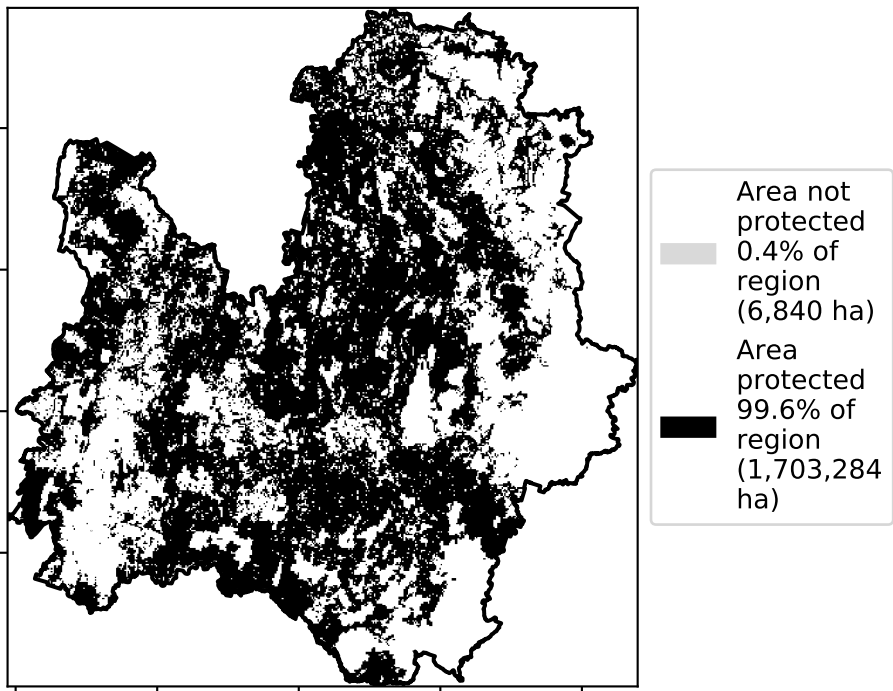 Area not
protected
0.4% of
region
(6,840 ha)
Area
protected
99.6% of
region
(1,703,284
ha)